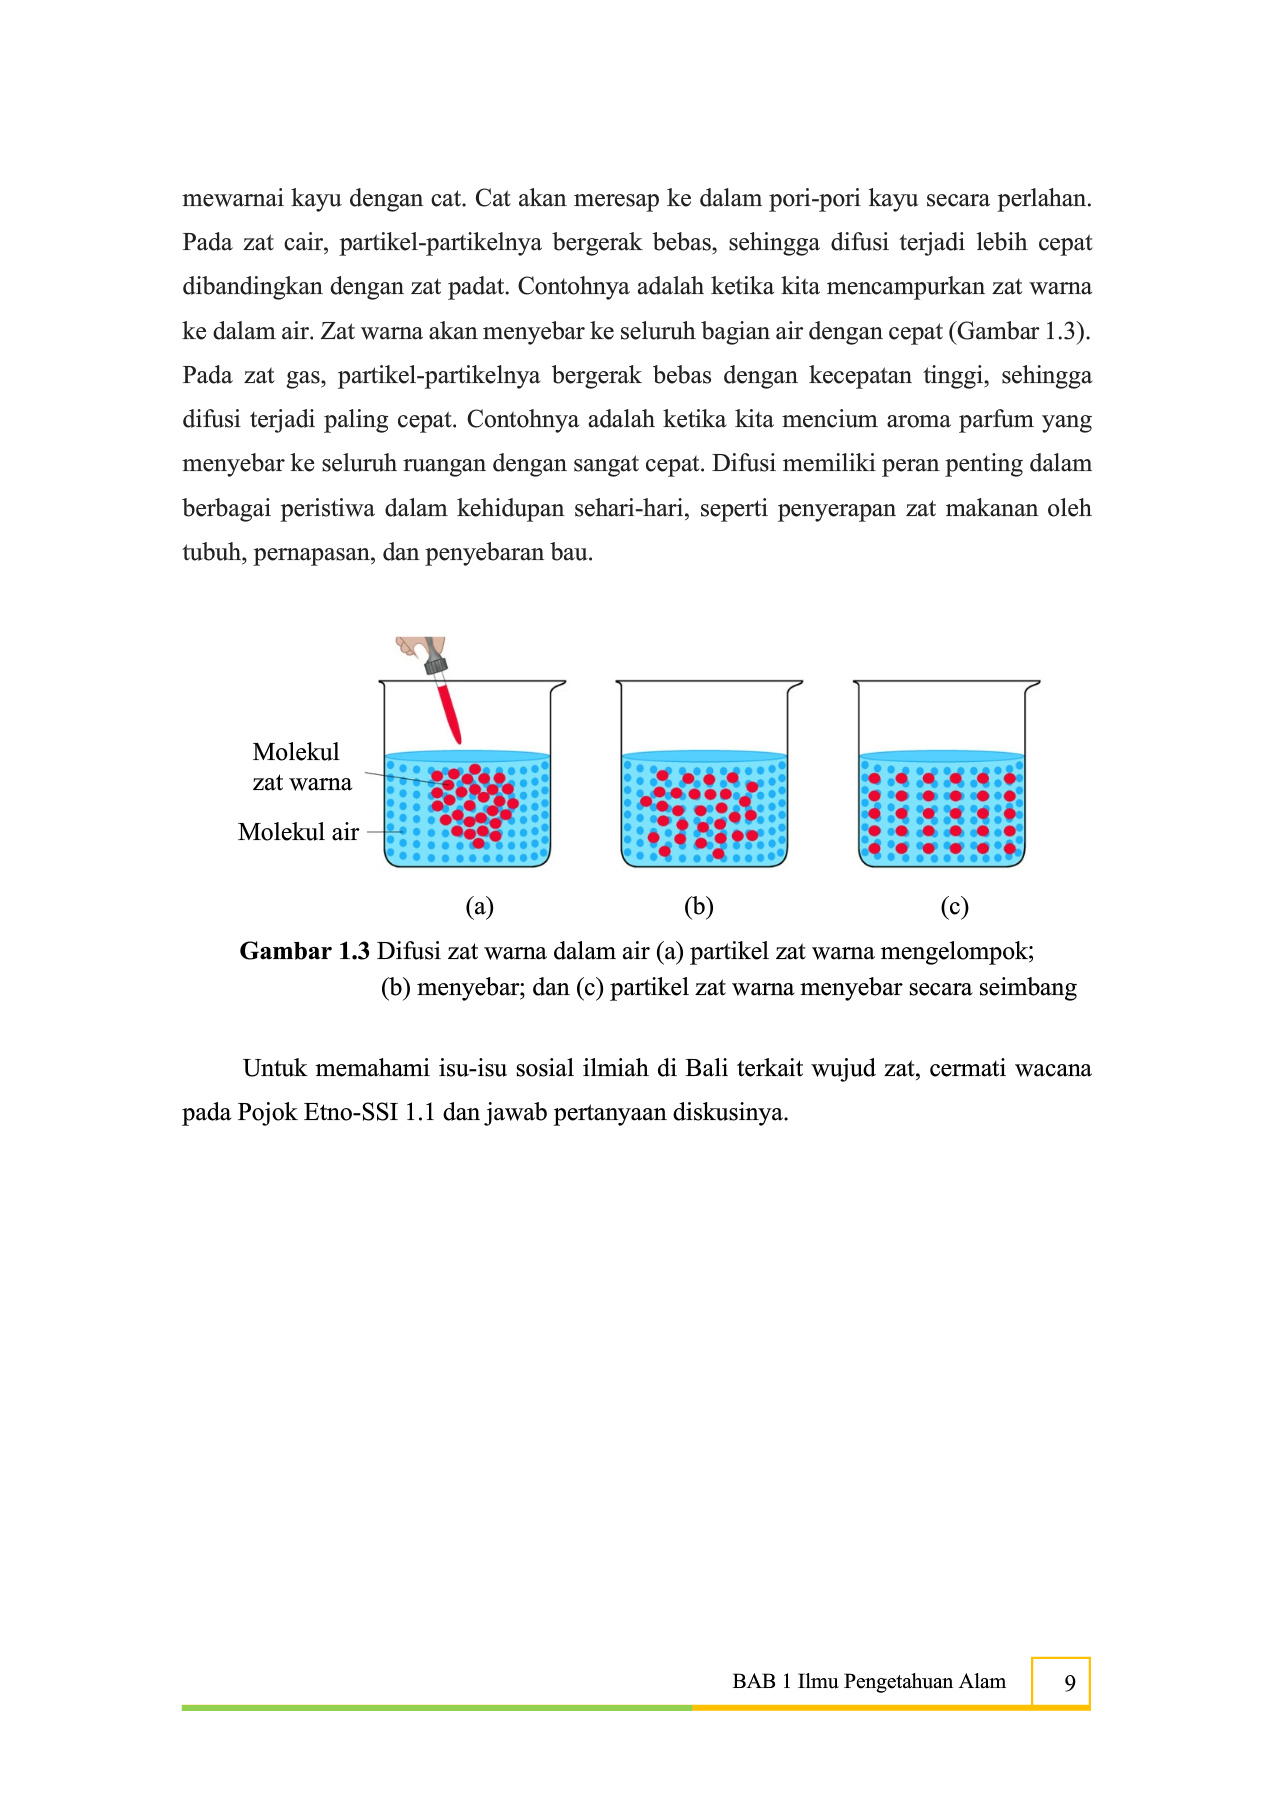 mewarnai kayu dengan cat. Cat akan meresap ke dalam pori-pori kayu secara perlahan.
Pada zat cair, partikel-partikelnya bergerak bebas, sehingga difusi terjadi lebih cepat
dibandingkan dengan zat padat. Contohnya adalah ketika kita mencampurkan zat warna
ke dalam air. Zat warna akan menyebar ke seluruh bagian air dengan cepat (Gambar 1.3).
Pada zat gas, partikel-partikelnya bergerak bebas dengan kecepatan tinggi, sehingga
difusi terjadi paling cepat. Contohnya adalah ketika kita mencium aroma parfum yang
menyebar ke seluruh ruangan dengan sangat cepat. Difusi memiliki peran penting dalam
berbagai peristiwa dalam kehidupan sehari-hari, seperti penyerapan zat makanan oleh
tubuh, pernapasan, dan penyebaran bau.
Molekul
zat warna
Molekul air
(a) (b) (c)
Gambar 1.3 Difusi zat warna dalam air (a) partikel zat warna mengelompok;
(b) menyebar; dan (c) partikel zat warna menyebar secara seimbang
Untuk memahami isu-isu sosial ilmiah di Bali terkait wujud zat, cermati wacana
pada Pojok Etno-SSI 1.1 dan jawab pertanyaan diskusinya.
BAB 1 Ilmu Pengetahuan Alam 9